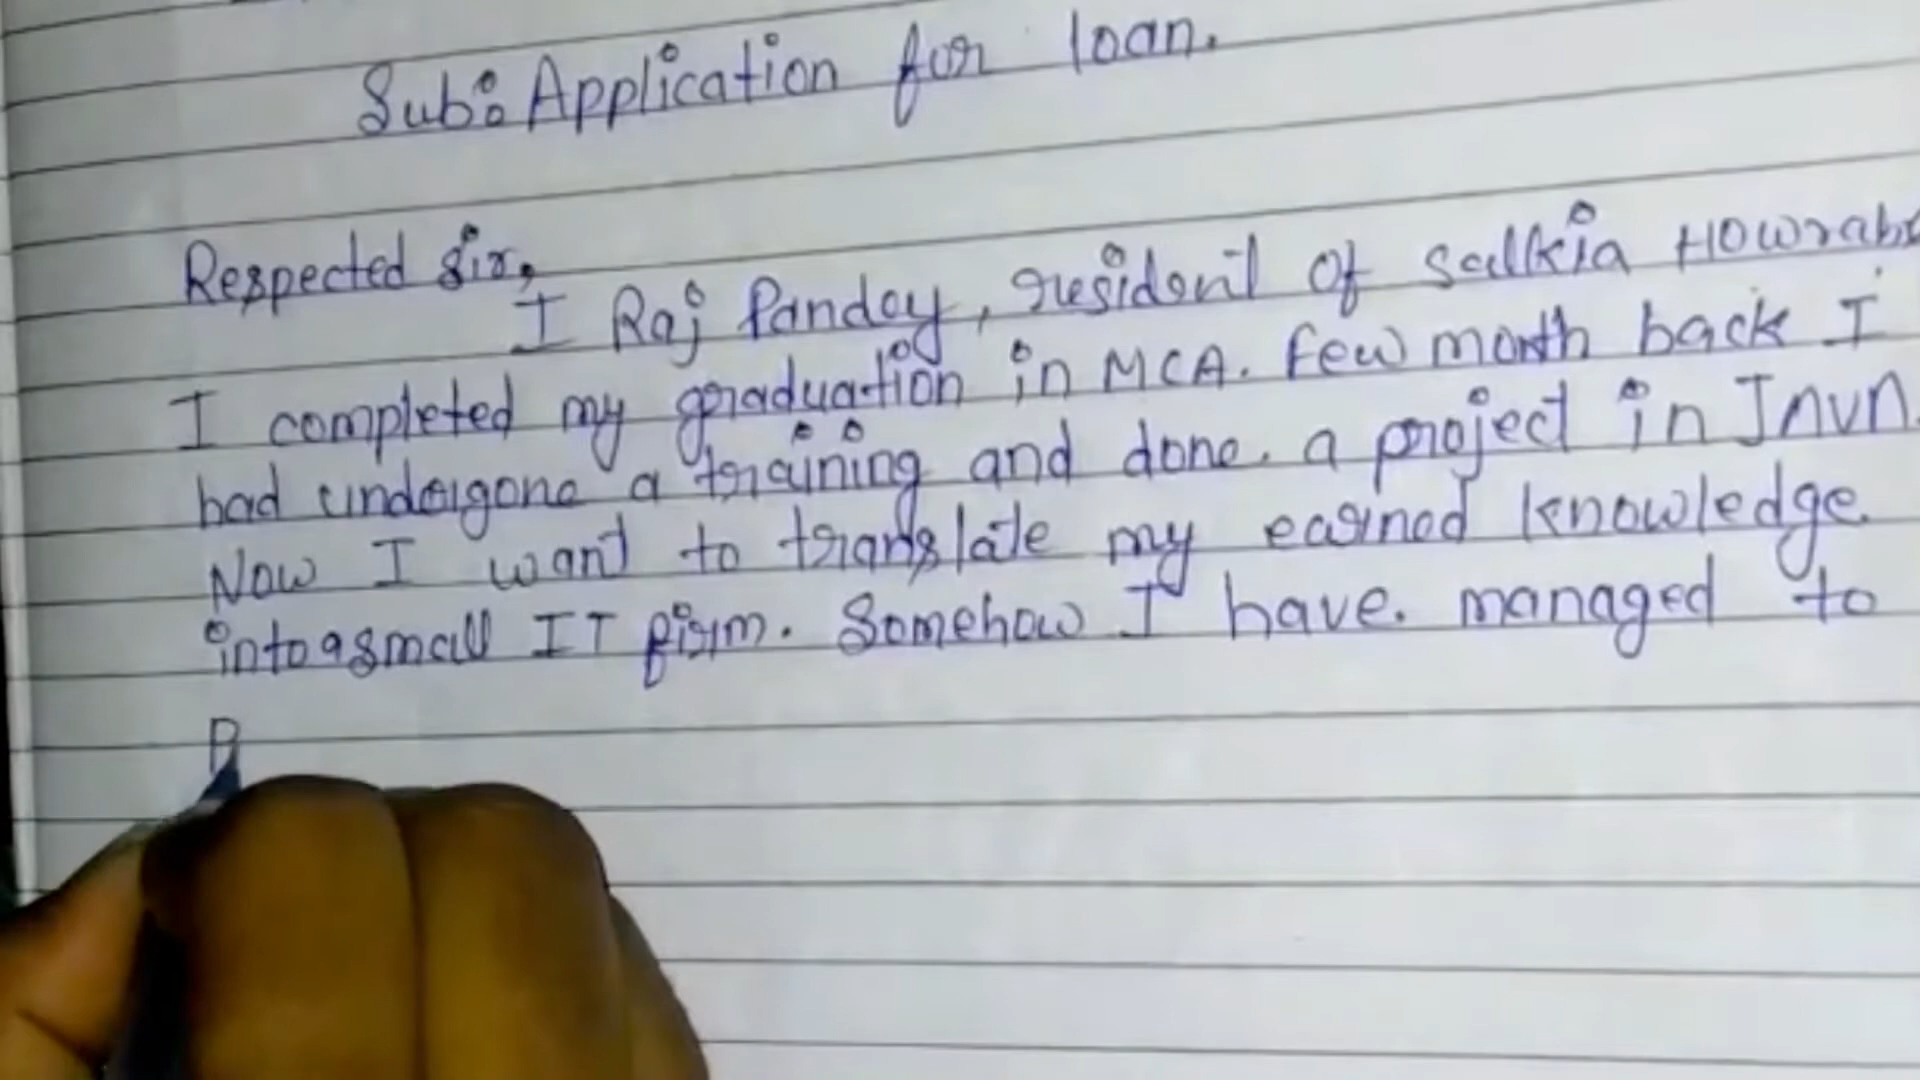 Sub: Application for loan.
Respected Sir,
I Raj Panday, resident of Salkia Howrah
I completed my graduation in MCA. Few month back I
had undergone a training and done a project in JNVN.
Now I want to translate my earned knowledge
into a small IT firm. Somehow I have managed to